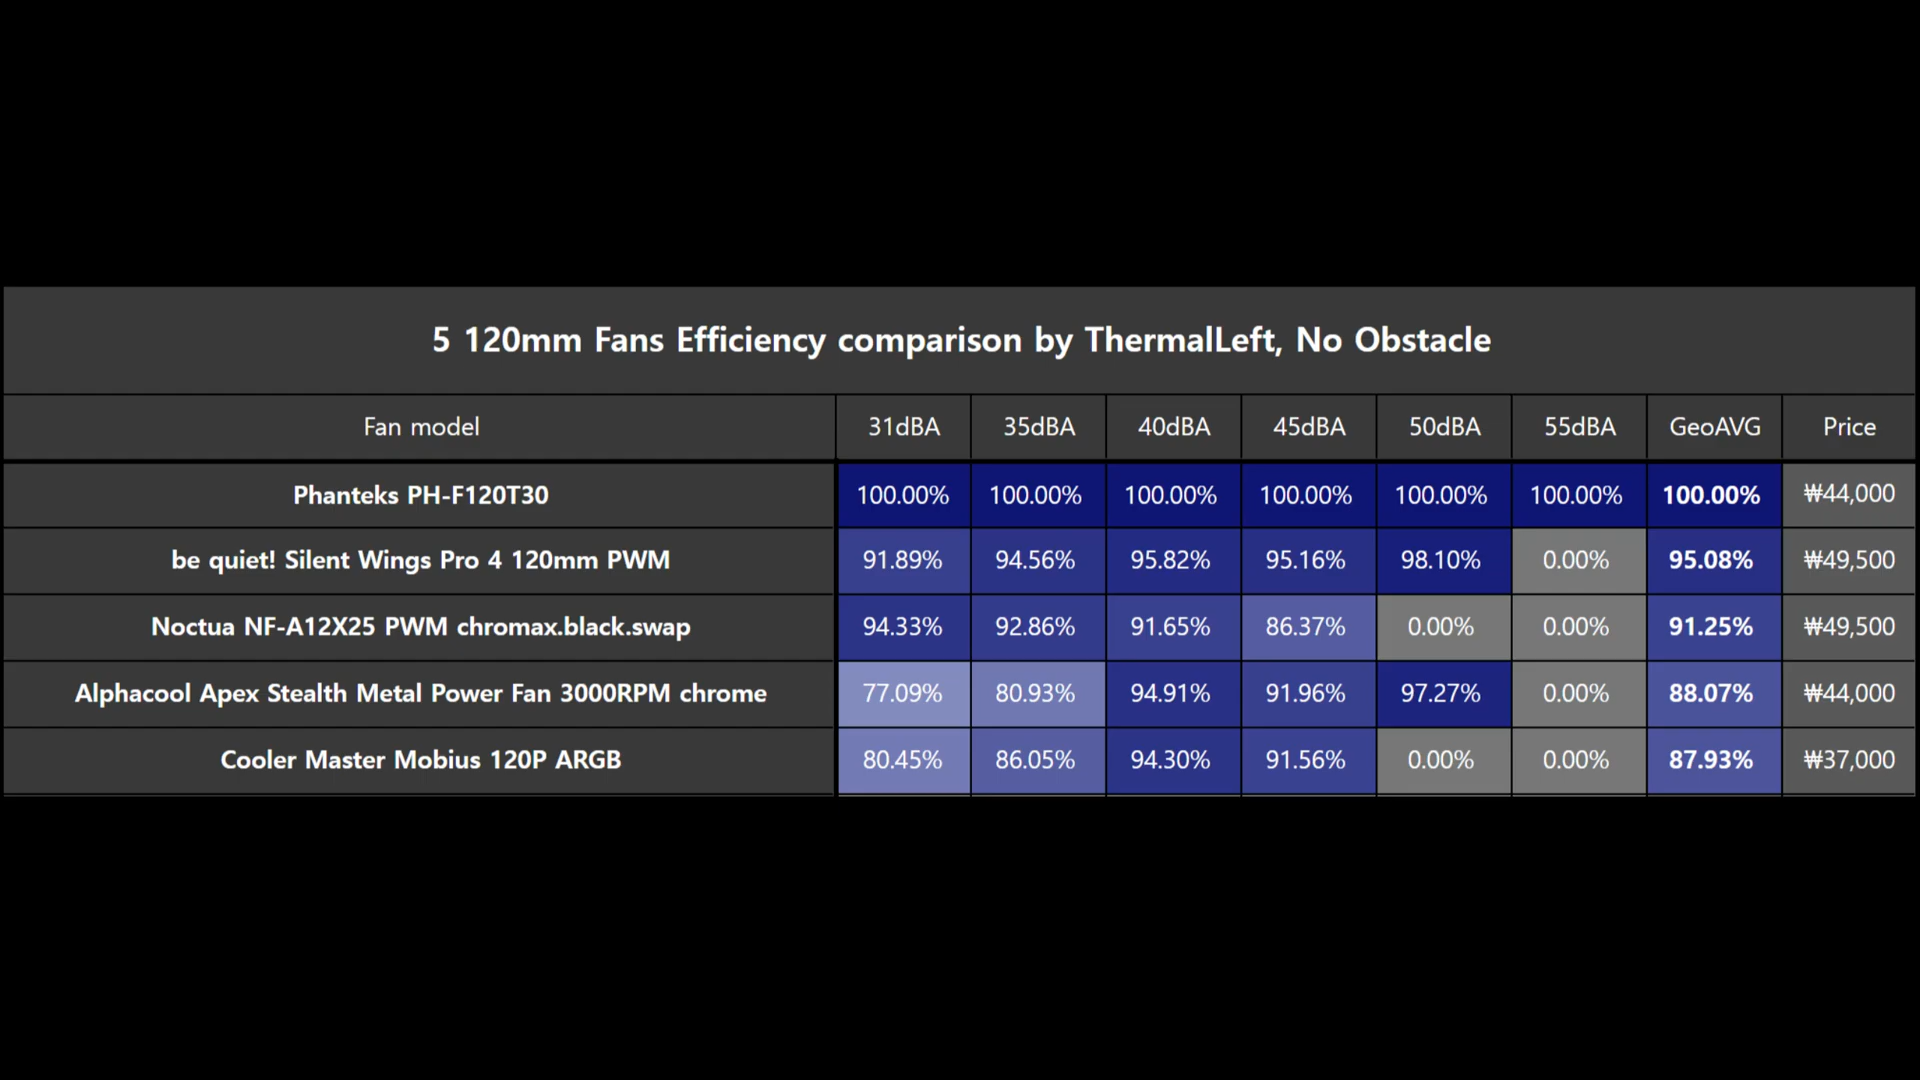 5 120mm Fans Efficiency comparison by ThermalLeft, No Obstacle
Fan model 31dBA 35dBA 40dBA 45dBA 50dBA 55dBA GeoAVG Price
Phanteks PH-F120T30 100.00% 100.00% 100.00% 100.00% 100.00% 100.00% 100.00% ₩44,000
be quiet! Silent Wings Pro 4 120mm PWM 91.89% 94.56% 95.82% 95.16% 98.10% 0.00% 95.08% ₩49,500
Noctua NF-A12X25 PWM chromax.black.swap 94.33% 92.86% 91.65% 86.37% 0.00% 0.00% 91.25% ₩49,500
Alphacool Apex Stealth Metal Power Fan 3000RPM chrome 77.09% 80.93% 94.91% 91.96% 97.27% 0.00% 88.07% ₩44,000
Cooler Master Mobius 120P ARGB 80.45% 86.05% 94.30% 91.56% 0.00% 0.00% 87.93% ₩37,000